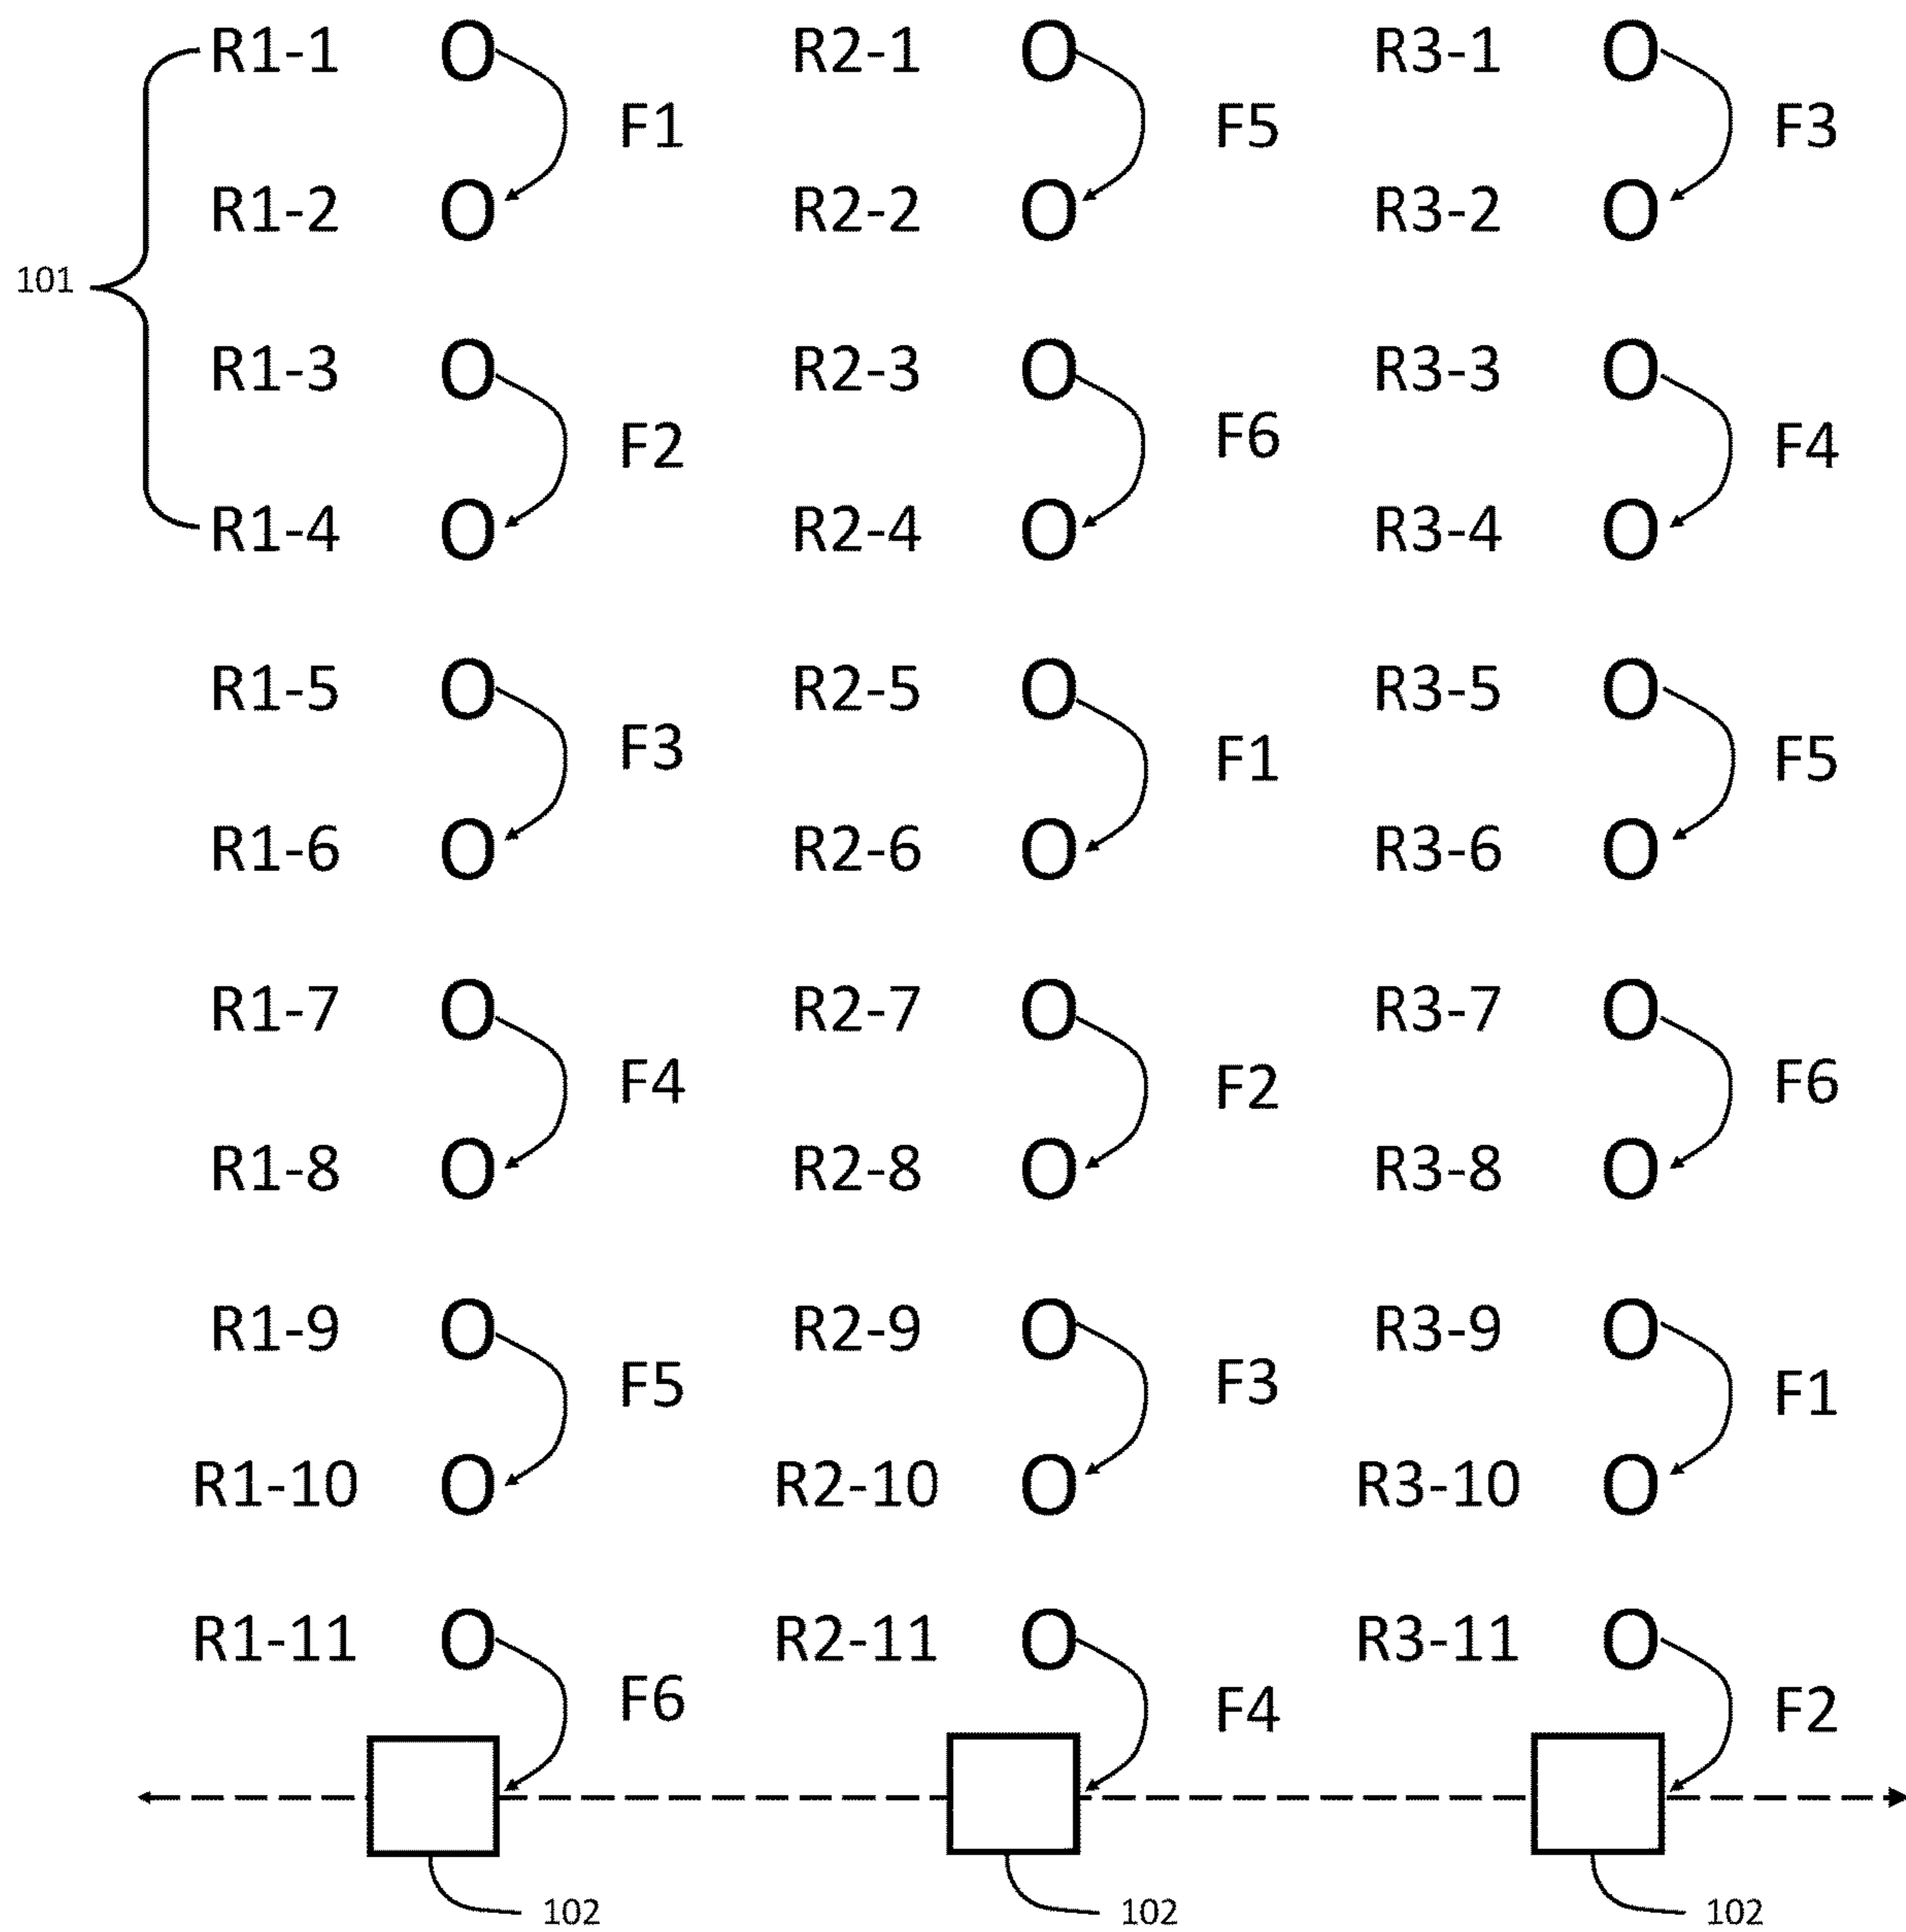 R1-1 O R2-1 O R3-1 O
F1 F5 F3
R1-2 O R2-2 O R3-2 O
101
R1-3 O R2-3 O R3-3 O
F2 F6 F4
R1-4 O R2-4 O R3-4 O
R1-5 O R2-5 O R3-5 O
F3 F1 F5
R1-6 O R2-6 O R3-6 O
R1-7 O R2-7 O R3-7 O
F4 F2 F6
R1-8 O R2-8 O R3-8 O
R1-9 O R2-9 O R3-9 O
F5 F3 F1
R1-10 O R2-10 O R3-10 O
R1-11 O R2-11 O R3-11 O
F6 F4 F2
102 102 102